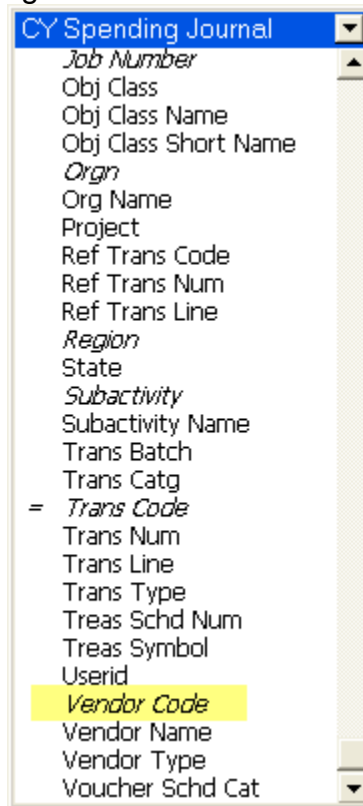 CY Spending Journal
Job Number
Obj Class
Obj Class Name
Obj Class Short Name
Orgn
Org Name
Project
Ref Trans Code
Ref Trans Num
Ref Trans Line
Region
State
Subactivity
Subactivity Name
Trans Batch
Trans Catg
= Trans Code
Trans Num
Trans Line
Trans Type
Treas Schd Num
Treas Symbol
Userid
Vendor Code
Vendor Name
Vendor Type
Voucher Schd Cat